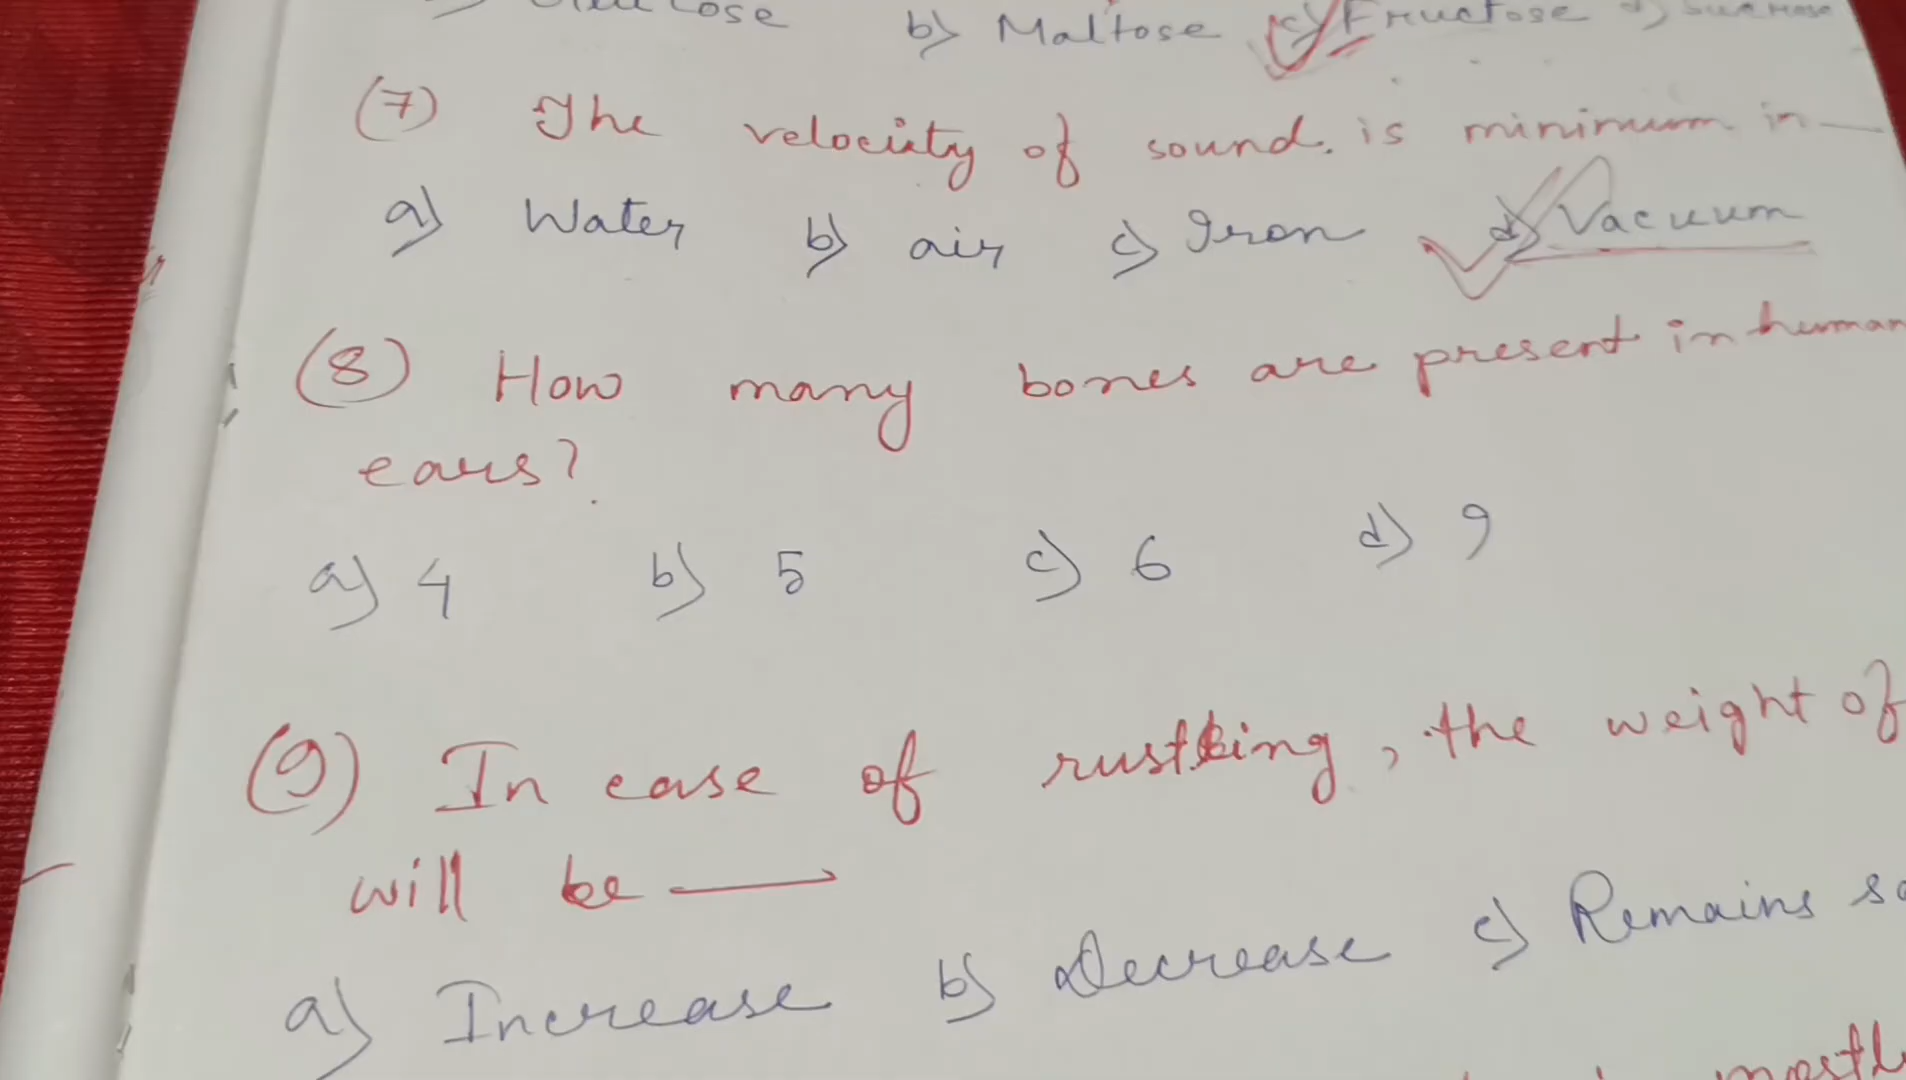 b) Maltose c) Fructose d) Sucrose
(7) The velocity of sound. is minimum in —
a) Water b) air c) Iron d) Vacuum
(8) How many bones are present in human
ears?
a) 4 b) 5 c) 6 d) 9
(9) In case of rusting, the weight of
will be —
a) Increase b) Decrease c) Remains